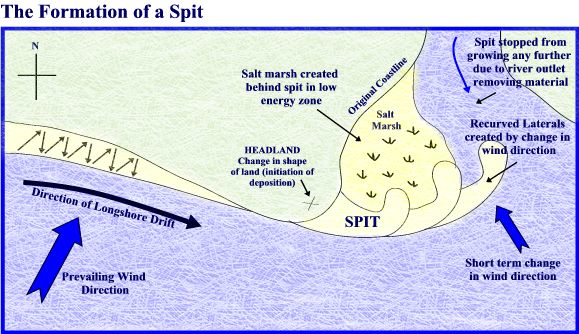 The Formation of a Spit
N
Spit stopped from
growing any further
due to river outlet
removing material
Salt marsh created
behind spit in low
energy zone
Original Coastline
Salt
Marsh
Recurved Laterals
created by change in
wind direction
HEADLAND
Change in shape
of land (initiation of
deposition)
Direction of Longshore Drift
SPIT
Prevailing Wind
Direction
Short term change
in wind direction